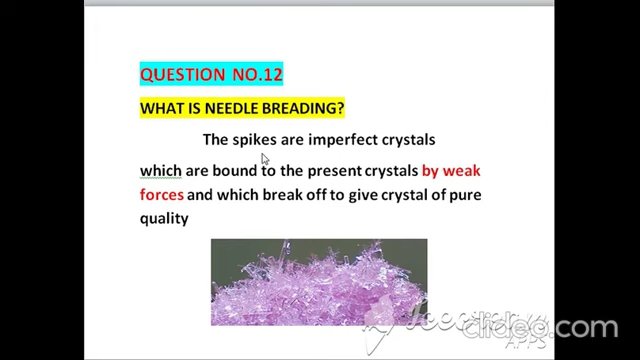 QUESTION NO.12
WHAT IS NEEDLE BREADING?
The spikes are imperfect crystals
which are bound to the present crystals by weak
forces and which break off to give crystal of pure
quality
clideo.com
APPS